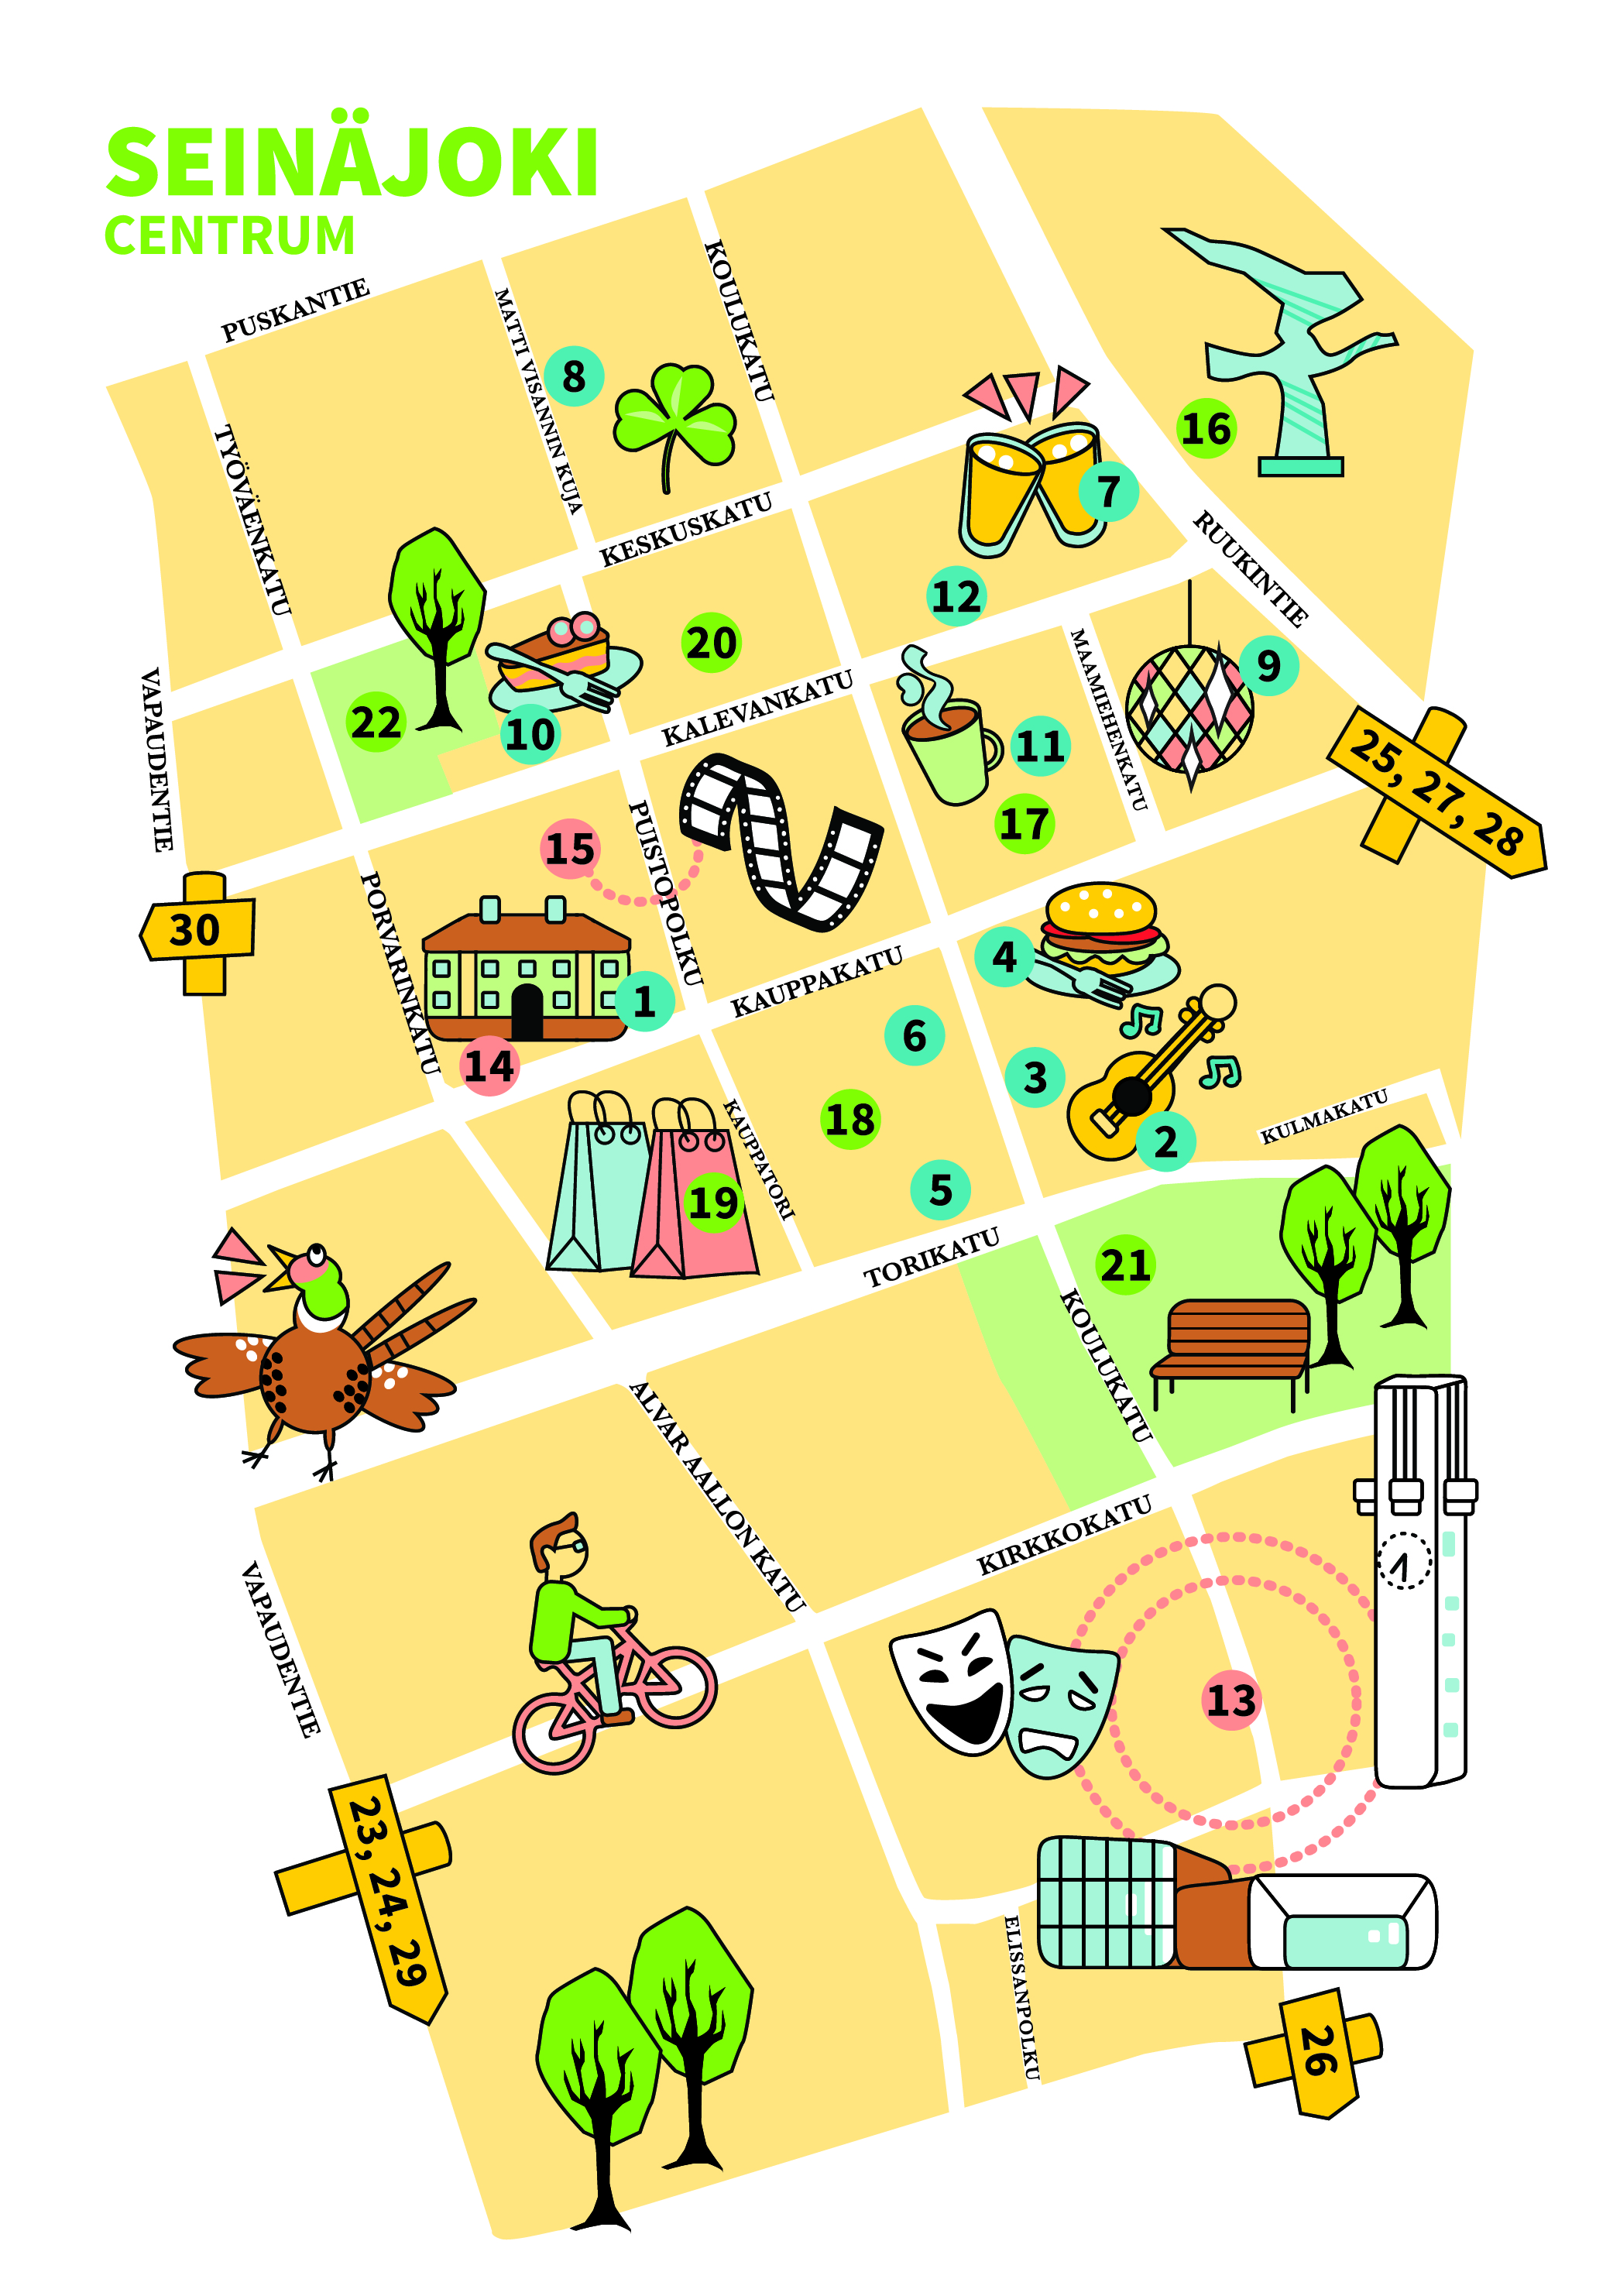 SEINÄJOKI
CENTRUM
PUSKANTIE
KOULUKATU
MATTI VISANNIN KUJA
8
16
TYÖVÄENKATU
7
KESKUSKATU
RUUKINTIE
12
20
MAAMIEHENKATU
9
VAPAUDENTIE
22
10
KALEVANKATU
11
25, 27, 28
17
15
PUISTOPOLKU
30
PORVARINKATU
4
KAUPPAKATU
1
6
14
3
18
KAUPPATORI
2
KULMAKATU
19
5
TORIKATU
21
KOULUKATU
ALVAR AALLON KATU
KIRKKOKATU
VAPAUDENTIE
13
23, 24, 29
ELISSANPOLKU
26